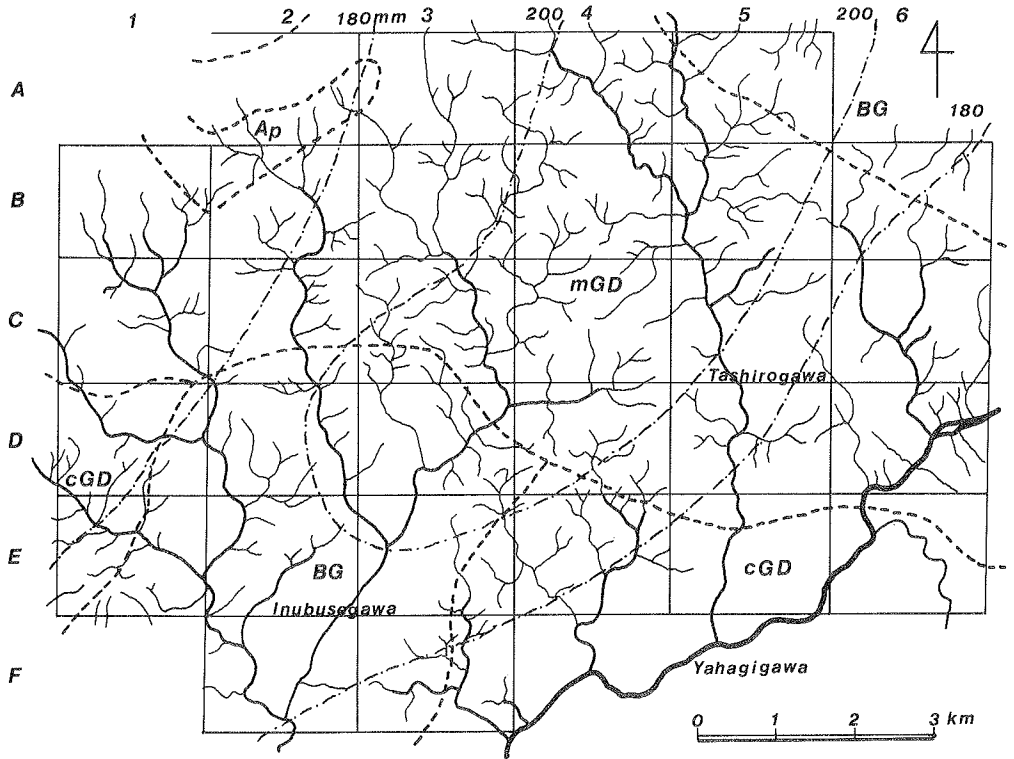 1 2 180mm 3 200 4 5 200 6
A
BG
180
Ap
B
mGD
C
Tashirogawa
D
cGD
E
BG
cGD
Inubusegawa
F
Yahagigawa
0 1 2 3 km